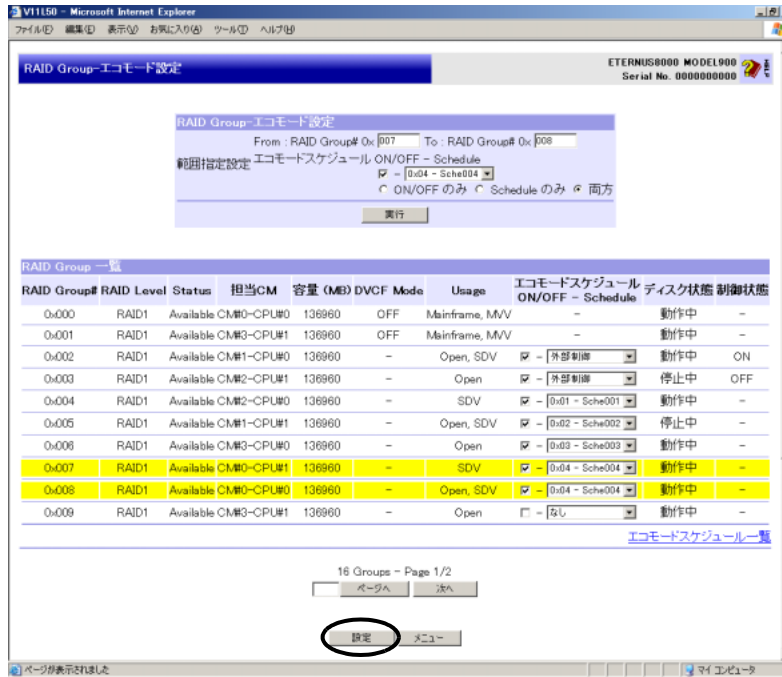 V11L50 - Microsoft Internet Explorer
ファイル(F) 編集(E) 表示(V) お気に入り(A) ツール(T) ヘルプ(H)
RAID Group-エコモード設定
ETERNUS8000 MODEL900
Serial No. 0000000000
HELP
RAID Group-エコモード設定
From : RAID Group# 0x 007 To : RAID Group# 0x 008
範囲指定設定 エコモードスケジュール ON/OFF - Schedule
- 0x04 - Sche004
ON/OFF のみ Schedule のみ 両方
実行
RAID Group 一覧
RAID Group# RAID Level Status 担当CM 容量 (MB) DVCF Mode Usage エコモードスケジュール ON/OFF - Schedule ディスク状態 制御状態
0x000 RAID1 Available CM#0-CPU#0 136960 OFF Mainframe, MVV - 動作中 -
0x001 RAID1 Available CM#3-CPU#1 136960 OFF Mainframe, MVV - 動作中 -
0x002 RAID1 Available CM#1-CPU#0 136960 - Open, SDV - 外部制御 動作中 ON
0x003 RAID1 Available CM#2-CPU#1 136960 - Open - 外部制御 停止中 OFF
0x004 RAID1 Available CM#2-CPU#0 136960 - SDV - 0x01 - Sche001 動作中 -
0x005 RAID1 Available CM#1-CPU#1 136960 - Open, SDV - 0x02 - Sche002 停止中 -
0x006 RAID1 Available CM#3-CPU#0 136960 - Open - 0x03 - Sche003 動作中 -
0x007 RAID1 Available CM#0-CPU#1 136960 - SDV - 0x04 - Sche004 動作中 -
0x008 RAID1 Available CM#0-CPU#0 136960 - Open, SDV - 0x04 - Sche004 動作中 -
0x009 RAID1 Available CM#3-CPU#1 136960 - Open - なし 動作中 -
エコモードスケジュール一覧
16 Groups - Page 1/2
ページへ 次へ
設定 メニュー
ページが表示されました マイ コンピュータ